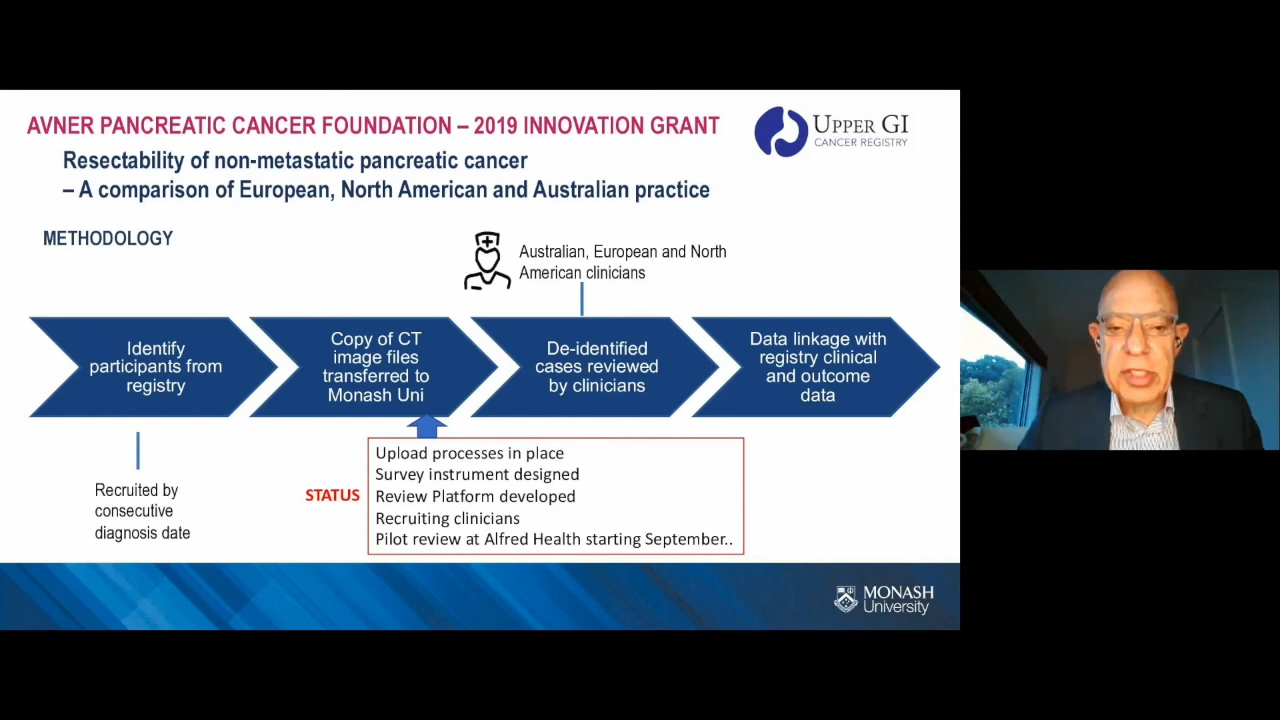 AVNER PANCREATIC CANCER FOUNDATION – 2019 INNOVATION GRANT
UPPER GI
CANCER REGISTRY
Resectability of non-metastatic pancreatic cancer
– A comparison of European, North American and Australian practice
METHODOLOGY
Australian, European and North
American clinicians
Identify
participants from
registry
Copy of CT
image files
transferred to
Monash Uni
De-identified
cases reviewed
by clinicians
Data linkage with
registry clinical
and outcome
data
Recruited by
consecutive
diagnosis date
STATUS
Upload processes in place
Survey instrument designed
Review Platform developed
Recruiting clinicians
Pilot review at Alfred Health starting September..
MONASH
University